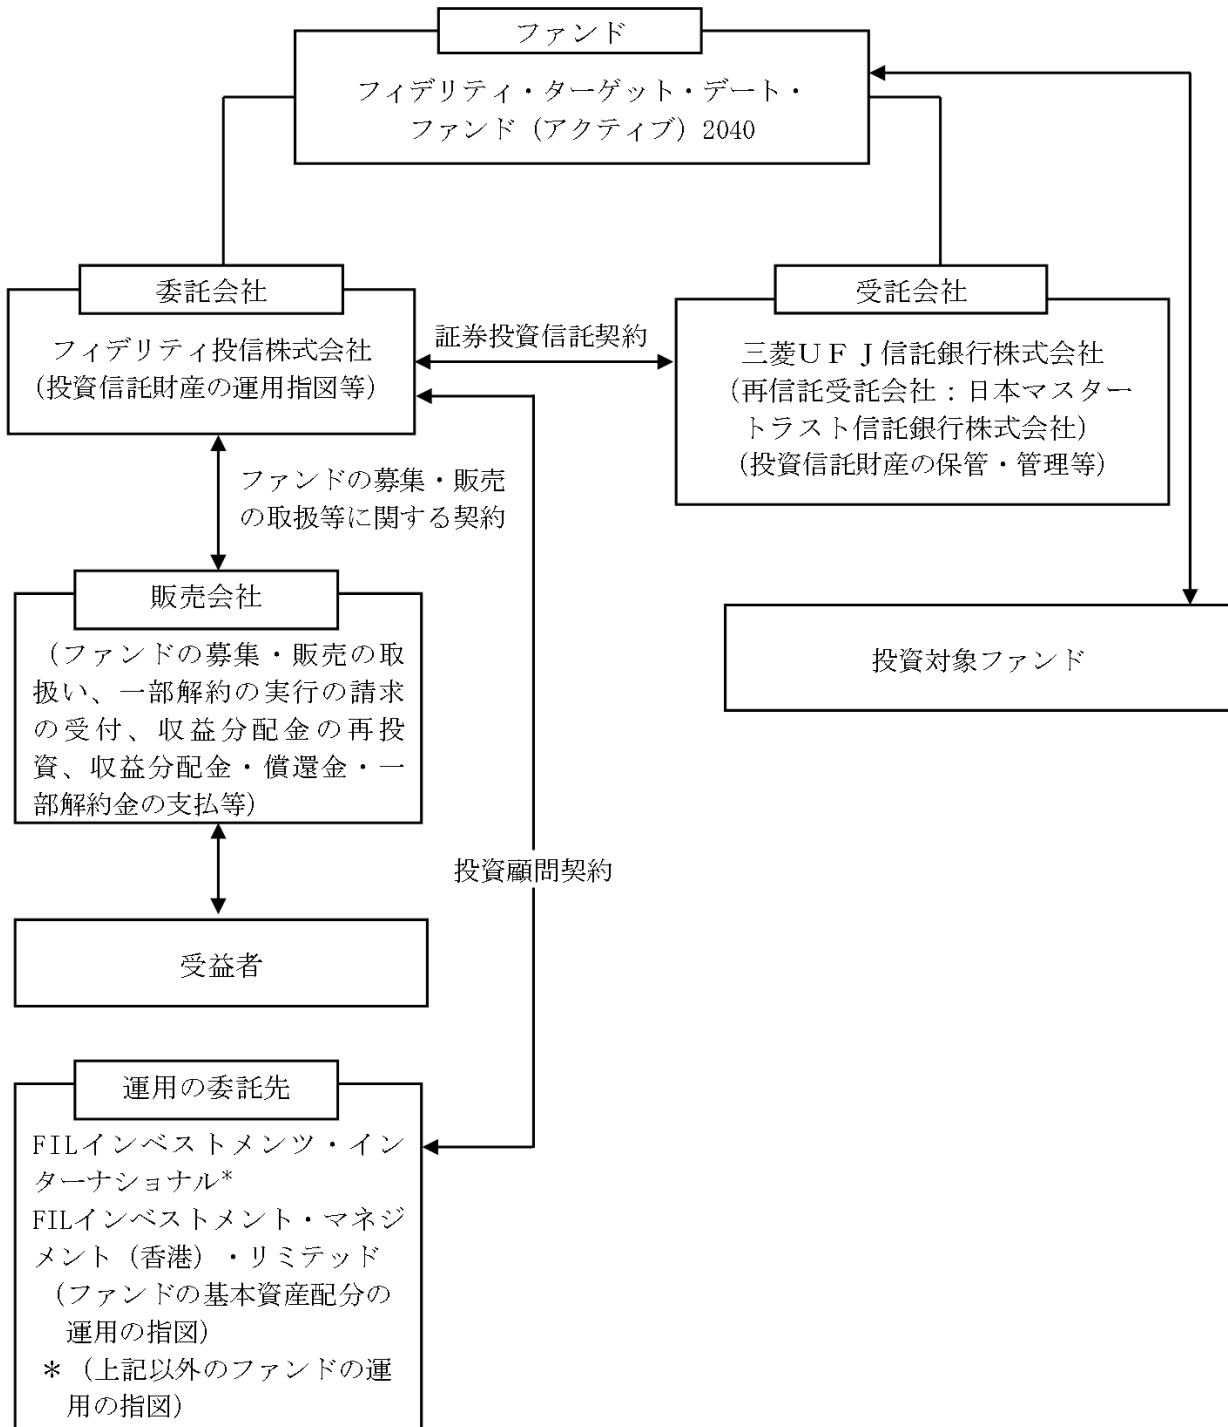 ファンド
フィデリティ・ターゲット・デート・
ファンド（アクティブ）2040
委託会社
フィデリティ投信株式会社
（投資信託財産の運用指図等）
証券投資信託契約
受託会社
三菱ＵＦＪ信託銀行株式会社
（再信託受託会社：日本マスター
トラスト信託銀行株式会社）
（投資信託財産の保管・管理等）
ファンドの募集・販売
の取扱等に関する契約
販売会社
（ファンドの募集・販売の取
扱い、一部解約の実行の請求
の受付、収益分配金の再投
資、収益分配金・償還金・一
部解約金の支払等）
投資対象ファンド
投資顧問契約
受益者
運用の委託先
FILインベストメンツ・イン
ターナショナル*
FILインベストメント・マネジ
メント（香港）・リミテッド
（ファンドの基本資産配分の
運用の指図）
＊（上記以外のファンドの運
用の指図）